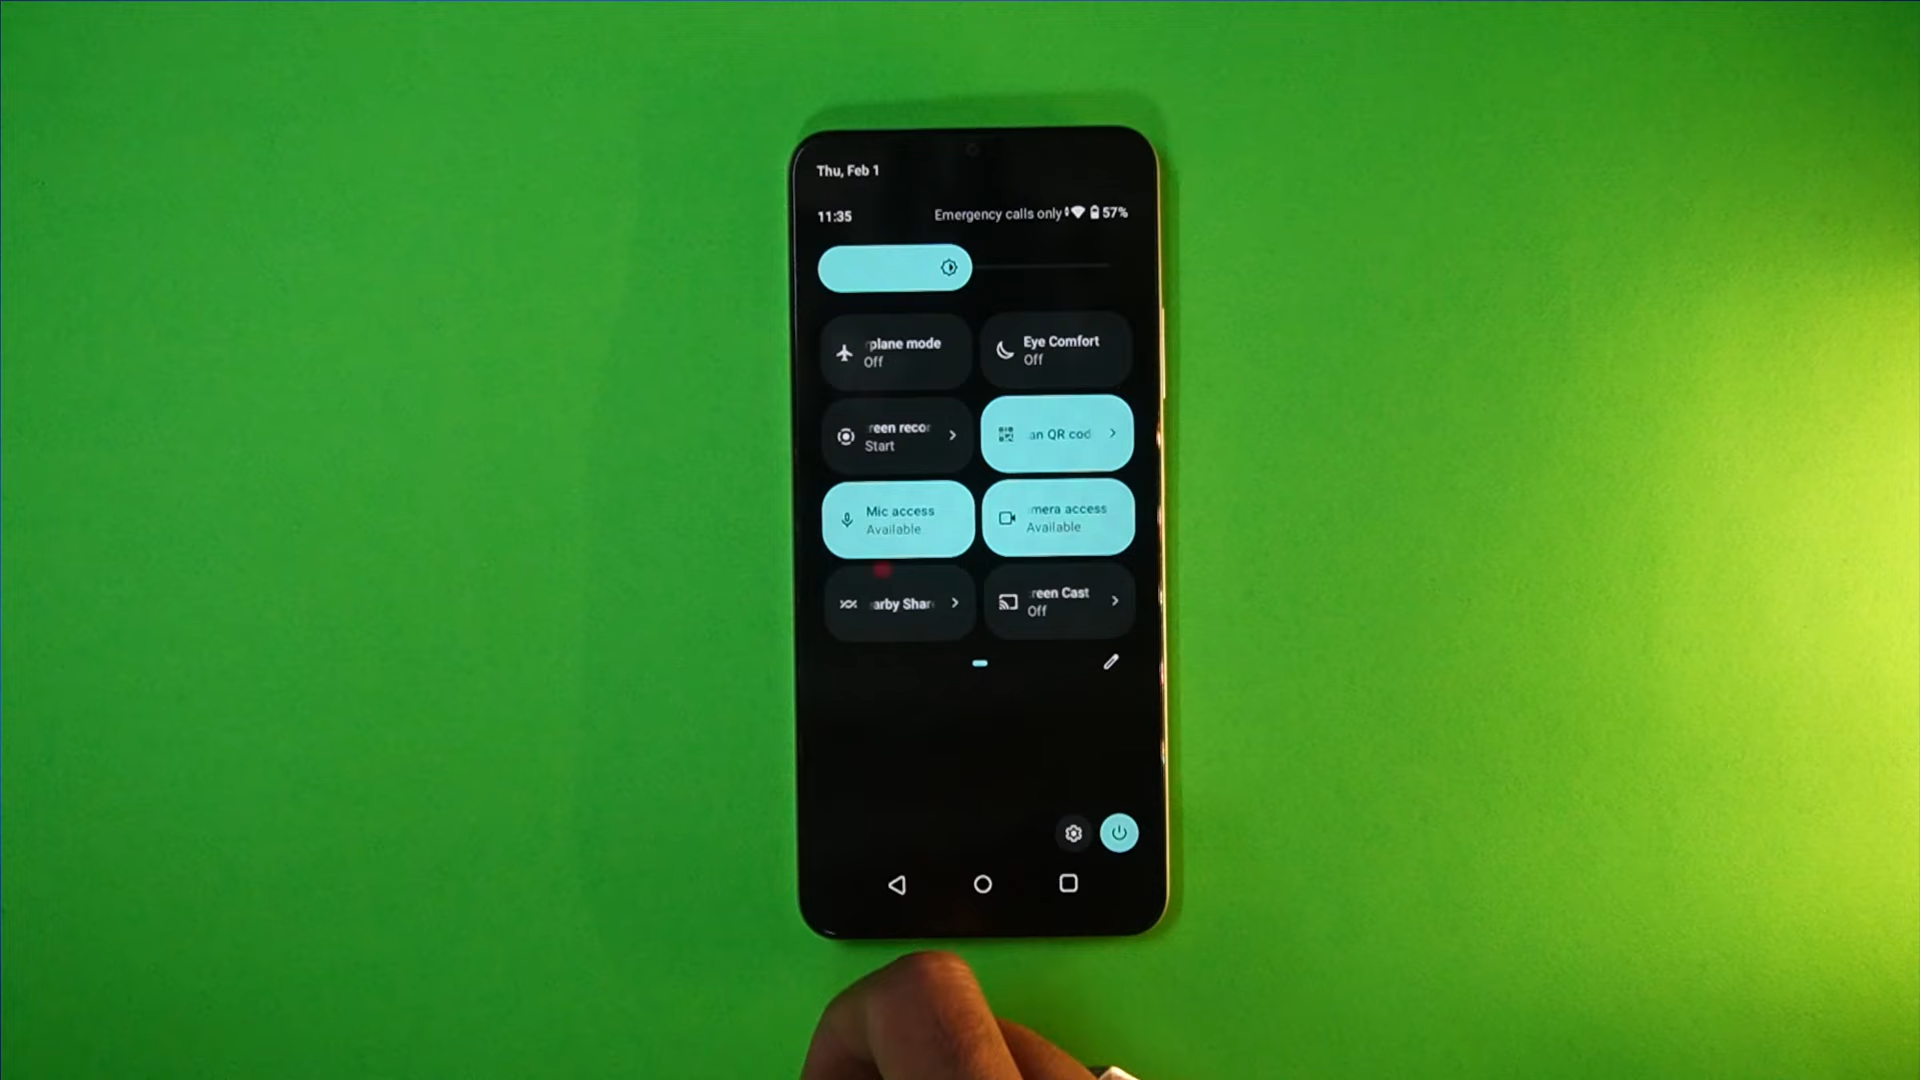 Thu, Feb 1
11:35 Emergency calls only 57%
plane mode
Off
Eye Comfort
Off
reen recor
Start
an QR cod
Mic access
Available
mera access
Available
arby Shar
reen Cast
Off